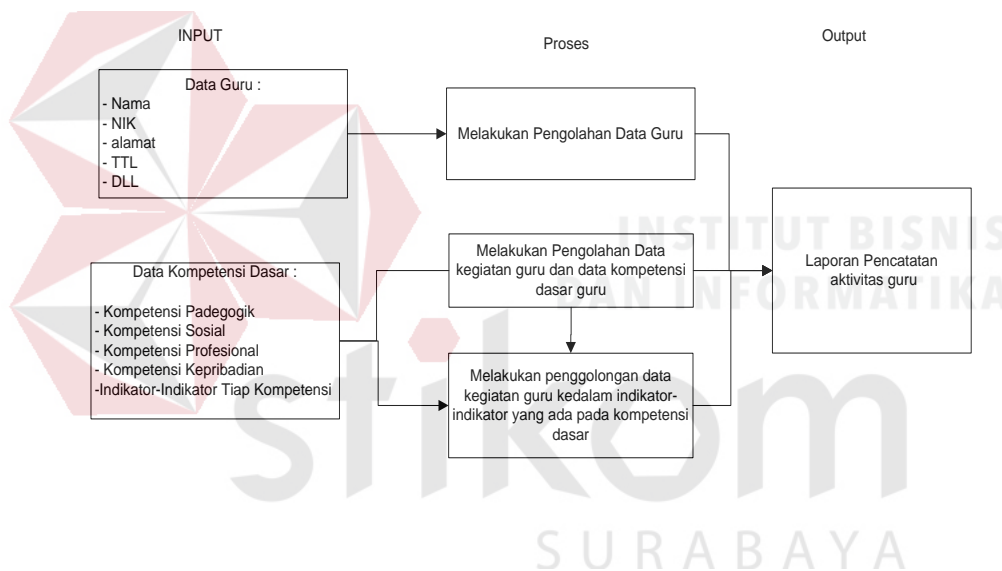 INPUT
Proses
Output
Data Guru :
- Nama
- NIK
- alamat
- TTL
- DLL
Melakukan Pengolahan Data Guru
Melakukan Pengolahan Data
kegiatan guru dan data kompetensi
dasar guru
Laporan Pencatatan
aktivitas guru
Data Kompetensi Dasar :
- Kompetensi Padegogik
- Kompetensi Sosial
- Kompetensi Profesional
- Kompetensi Kepribadian
-Indikator-Indikator Tiap Kompetensi
Melakukan penggolongan data
kegiatan guru kedalam indikator-
indikator yang ada pada kompetensi
dasar
INSTITUT BISNIS
DAN INFORMATIKA
stikom
SURABAYA